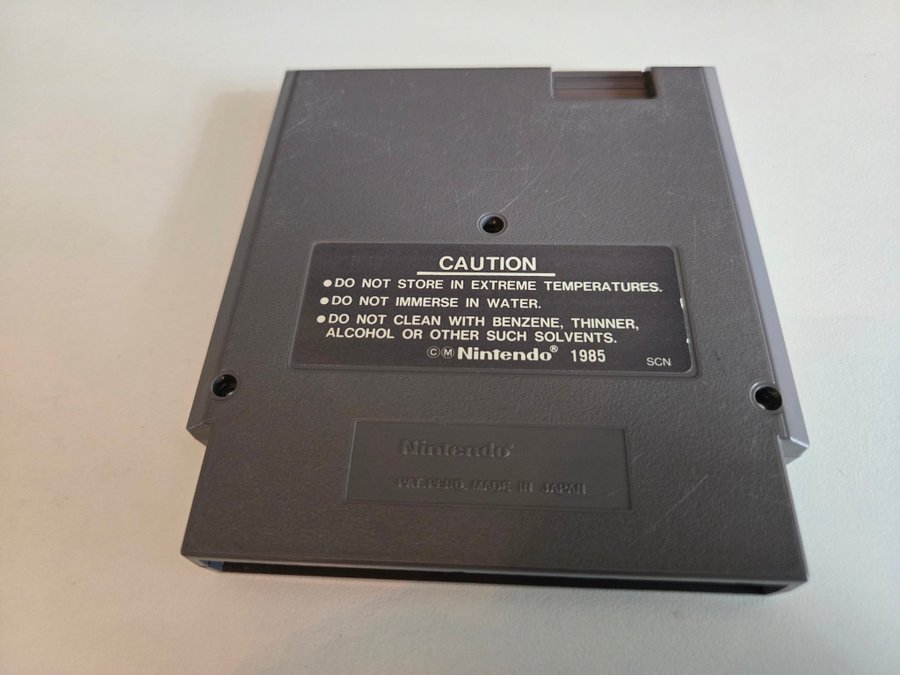 CAUTION
●DO NOT STORE IN EXTREME TEMPERATURES.
●DO NOT IMMERSE IN WATER.
●DO NOT CLEAN WITH BENZENE, THINNER,
ALCOHOL OR OTHER SUCH SOLVENTS.
ⒸⓂNintendo® 1985 SCN
Nintendo®
PAT. PEND. MADE IN JAPAN